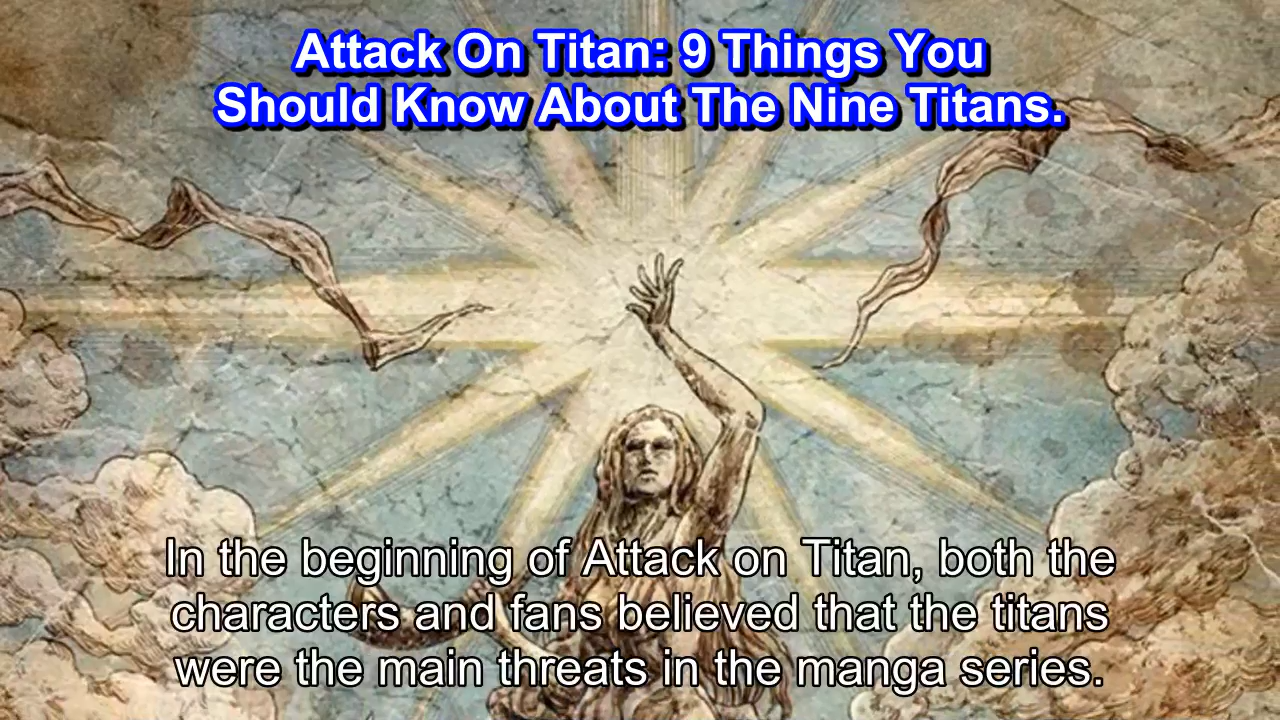 Attack On Titan: 9 Things You
Should Know About The Nine Titans.
In the beginning of Attack on Titan, both the
characters and fans believed that the titans
were the main threats in the manga series.